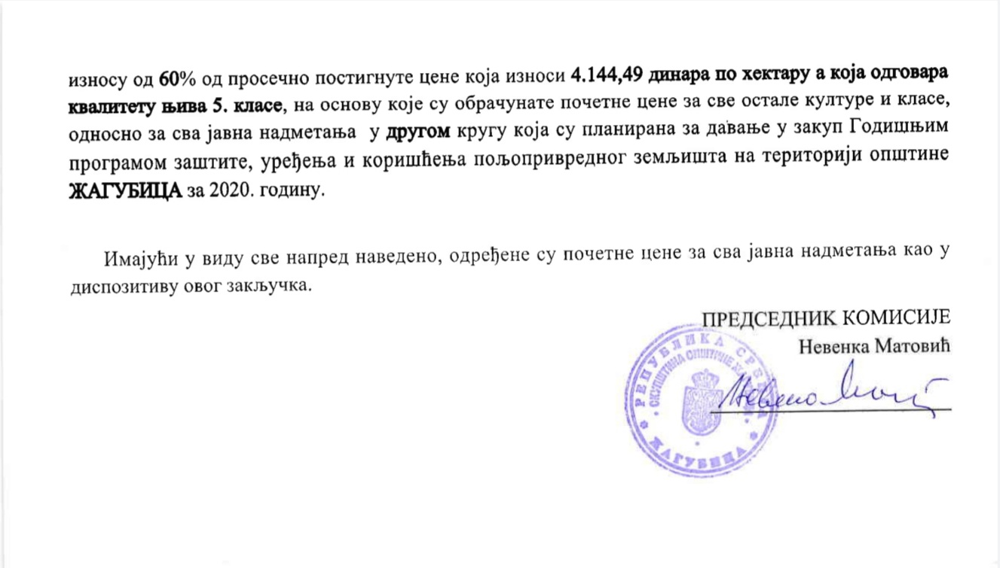 износу од 60% од просечно постигнуте цене која износи 4.144,49 динара по хектару а која одговара
квалитету њива 5. класе, на основу које су обрачунате почетне цене за све остале културе и класе,
односно за сва јавна надметања у другом кругу која су планирана за давање у закуп Годишњим
програмом заштите, уређења и коришћења пољопривредног земљишта на територији општине
ЖАГУБИЦА за 2020. годину.
Имајући у виду све напред наведено, одређене су почетне цене за сва јавна надметања као у
диспозитиву овог закључка.
ПРЕДСЕДНИК КОМИСИЈЕ
Невенка Матовић
РЕПУБЛИКА СРБИЈА
СКУПШТИНА ОПШТИНЕ
ЖАГУБИЦА